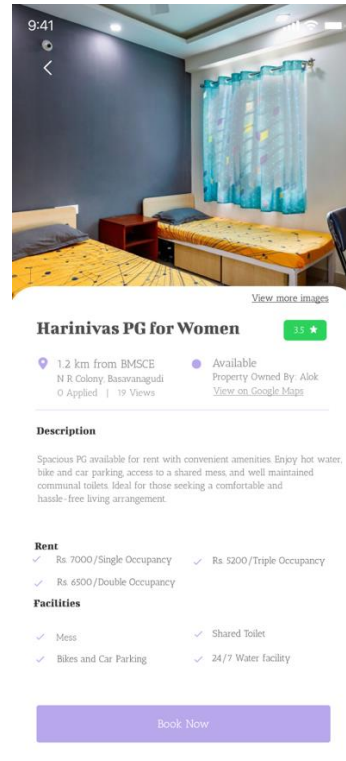 9:41
View more images
Harinivas PG for Women
3.5 ★
1.2 km from BMSCE
N R Colony, Basavanagudi
0 Applied | 19 Views
Available
Property Owned By: Alok
View on Google Maps
Description
Spacious PG available for rent with convenient amenities. Enjoy hot water,
bike and car parking, access to a shared mess, and well maintained
communal toilets. Ideal for those seeking a comfortable and
hassle-free living arrangement.
Rent
Rs. 7000/Single Occupancy
Rs. 5200/Triple Occupancy
Rs. 6500/Double Occupancy
Facilities
Mess
Shared Toilet
Bikes and Car Parking
24/7 Water facility
Book Now